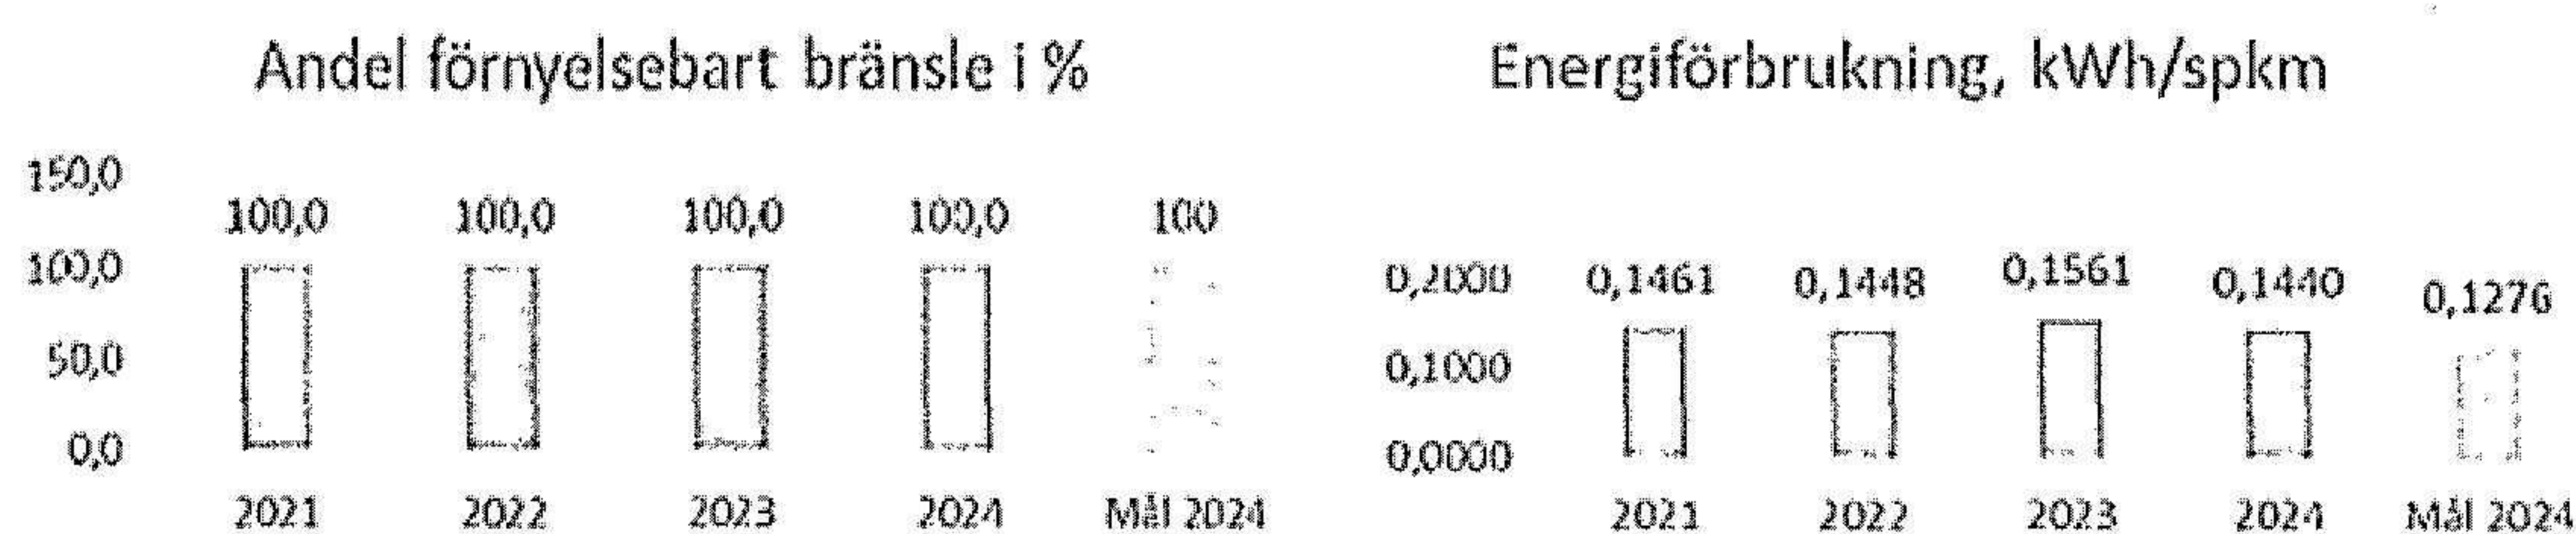 Andel förnyelsebart bränsle i %
150,0
100,0
50,0
0,0
100,0 100,0 100,0 100,0 100
2021 2022 2023 2024 Mål 2024
Energiförbrukning, kWh/spkm
0,2000
0,1000
0,0000
0,1461 0,1448 0,1561 0,1440 0,1276
2021 2022 2023 2024 Mål 2024